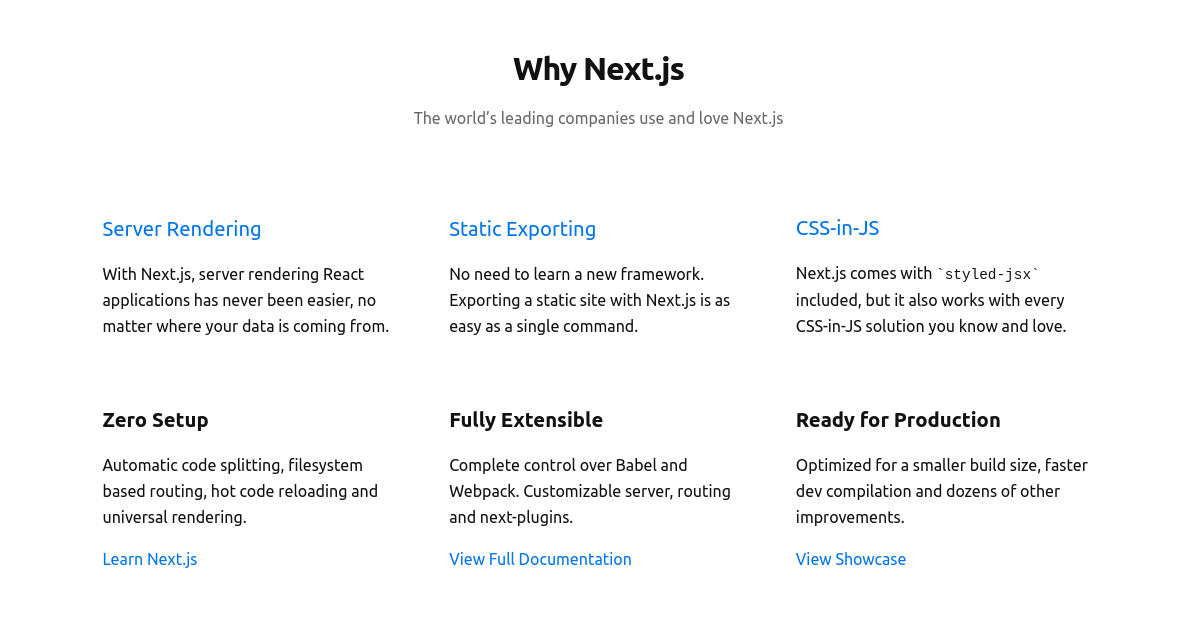 Why Next.js
The world’s leading companies use and love Next.js
Server Rendering
With Next.js, server rendering React
applications has never been easier, no
matter where your data is coming from.
Static Exporting
No need to learn a new framework.
Exporting a static site with Next.js is as
easy as a single command.
CSS-in-JS
Next.js comes with `styled-jsx`
included, but it also works with every
CSS-in-JS solution you know and love.
Zero Setup
Automatic code splitting, filesystem
based routing, hot code reloading and
universal rendering.
Learn Next.js
Fully Extensible
Complete control over Babel and
Webpack. Customizable server, routing
and next-plugins.
View Full Documentation
Ready for Production
Optimized for a smaller build size, faster
dev compilation and dozens of other
improvements.
View Showcase